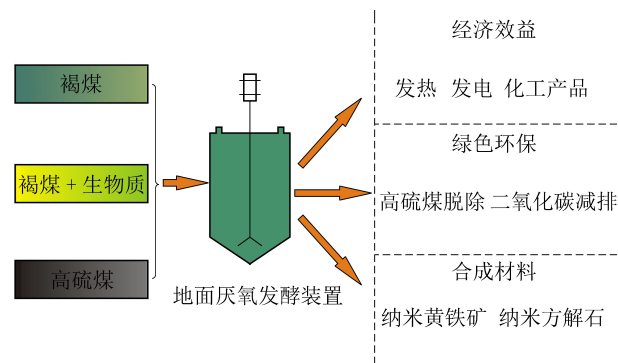 褐煤
褐煤 + 生物质
高硫煤
地面厌氧发酵装置
经济效益
发热 发电 化工产品
绿色环保
高硫煤脱除 二氧化碳减排
合成材料
纳米黄铁矿 纳米方解石